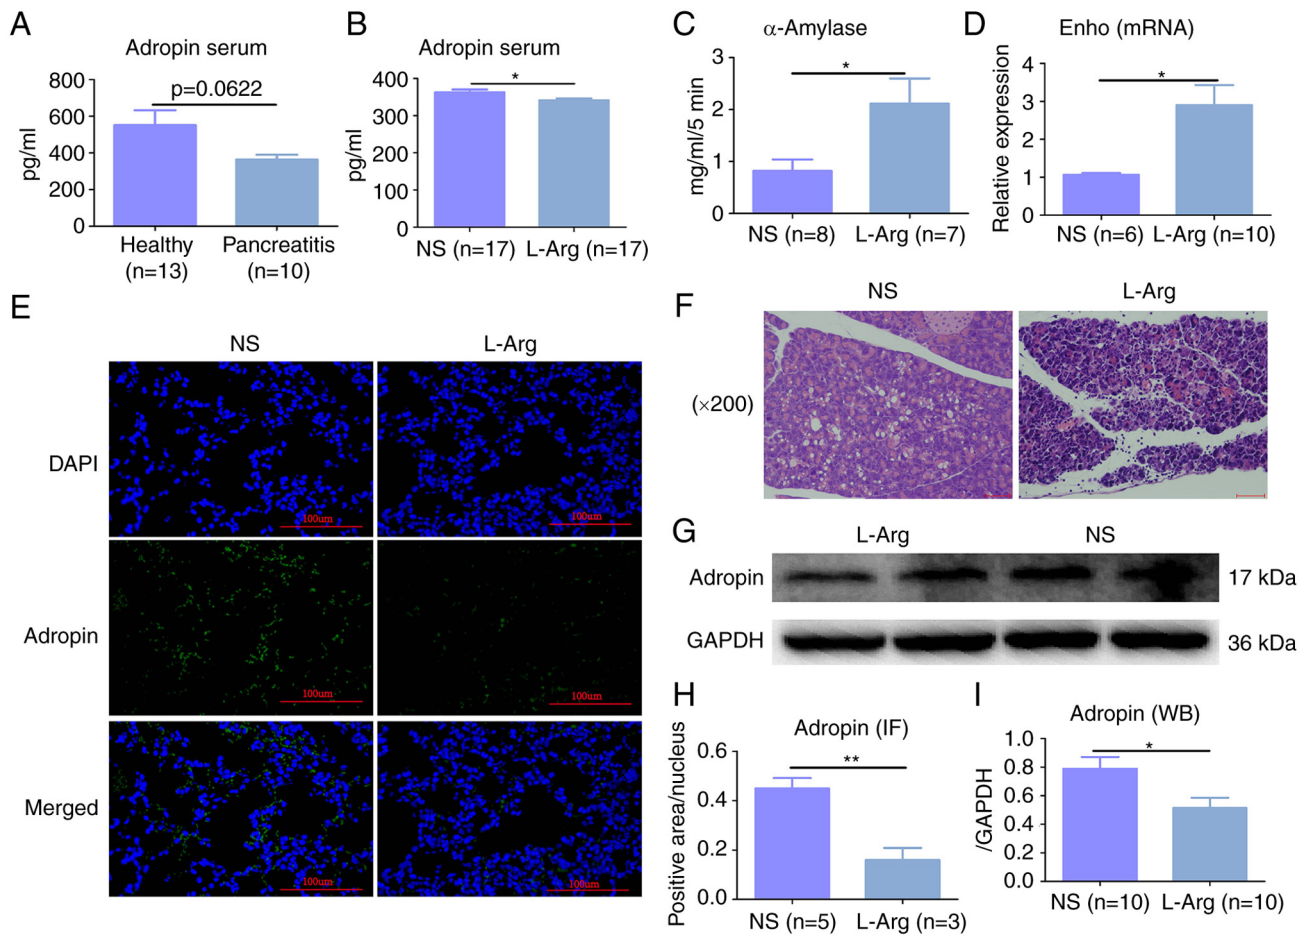 A
Adropin serum
p=0.0622
800
600
400
200
0
pg/ml
Healthy
(n=13)
Pancreatitis
(n=10)
B
Adropin serum
*
400
300
200
100
0
pg/ml
NS (n=17)
L-Arg (n=17)
C
α-Amylase
*
3
2
1
0
mg/ml/5 min
NS (n=8)
L-Arg (n=7)
D
Enho (mRNA)
*
4
3
2
1
0
Relative expression
NS (n=6)
L-Arg (n=10)
E
NS
L-Arg
DAPI
100um
100um
Adropin
100um
100um
Merged
100um
100um
F
NS
L-Arg
(×200)
G
L-Arg
NS
Adropin
17 kDa
GAPDH
36 kDa
H
Adropin (IF)
**
0.6
0.4
0.2
0.0
Positive area/nucleus
NS (n=5)
L-Arg (n=3)
I
Adropin (WB)
*
1.0
0.8
0.6
0.4
0.2
0.0
/GAPDH
NS (n=10)
L-Arg (n=10)